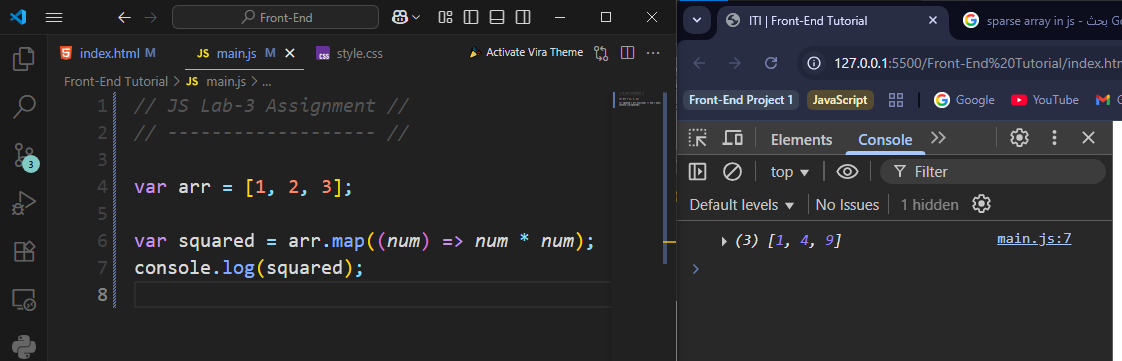 Front-End
index.html M
JS main.js M
css style.css
Activate Vira Theme
Front-End Tutorial > JS main.js > ...
1 // JS Lab-3 Assignment //
2 // ------------------- //
3
4 var arr = [1, 2, 3];
5
6 var squared = arr.map((num) => num * num);
7 console.log(squared);
8
3
ITI | Front-End Tutorial
sparse array in js - بحث Go
127.0.0.1:5500/Front-End%20Tutorial/index.htm
Front-End Project 1 JavaScript Google YouTube G
Elements Console
top Filter
Default levels No Issues 1 hidden
(3) [1, 4, 9] main.js:7